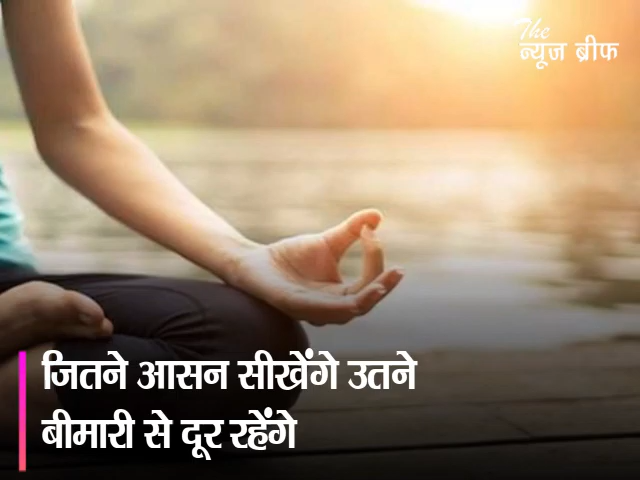 The
न्यूज ब्रीफ
जितने आसन सीखेंगे उतने
बीमारी से दूर रहेंगे